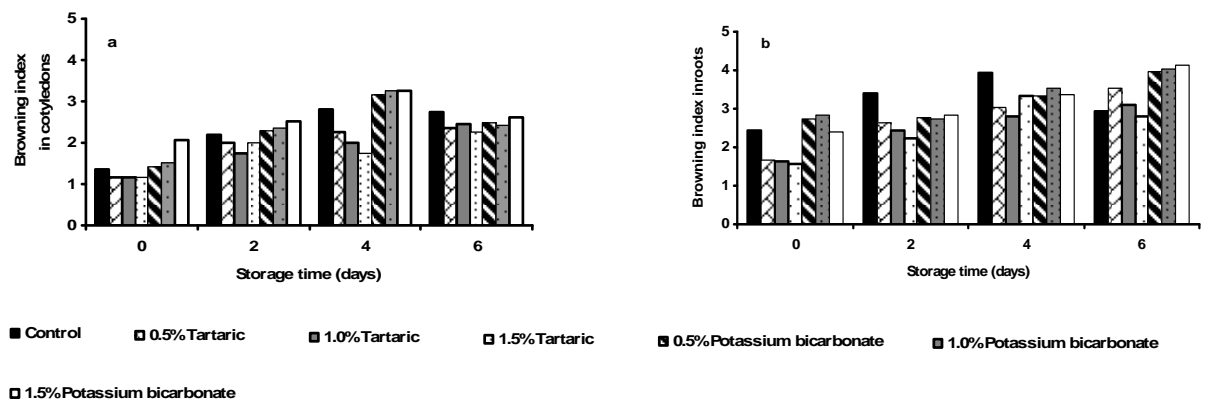 a
Browning index
in cotyledons
5
4
3
2
1
0
0 2 4 6
Storage time (days)
b
Browning index inroots
5
4
3
2
1
0
0 2 4 6
Storage time (days)
Control 0.5%Tartaric 1.0%Tartaric 1.5%Tartaric 0.5%Potassium bicarbonate 1.0%Potassium bicarbonate
1.5%Potassium bicarbonate